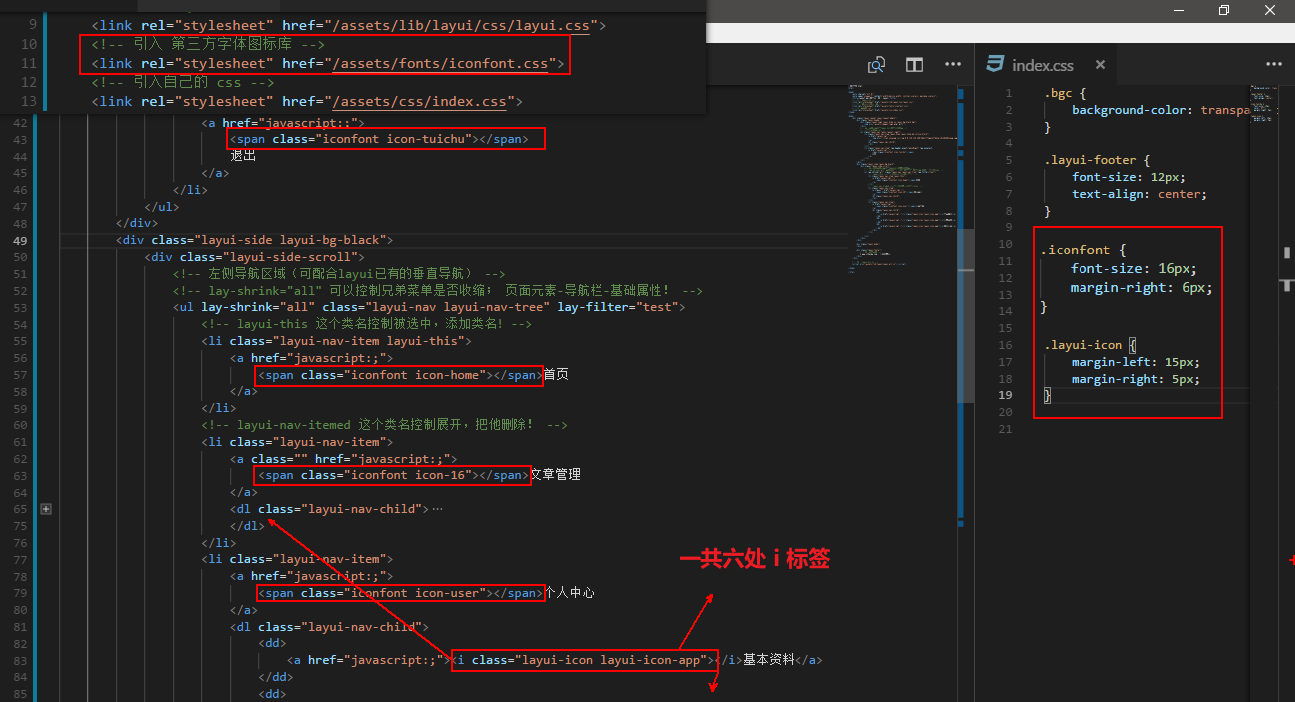 9 <link rel="stylesheet" href="/assets/lib/layui/css/layui.css">
10 <!-- 引入 第三方字体图标库 -->
11 <link rel="stylesheet" href="/assets/fonts/iconfont.css">
12 <!-- 引入自己的 css -->
13 <link rel="stylesheet" href="/assets/css/index.css">
42 <a href="javascript:;">
43 <span class="iconfont icon-tuichu"></span>
44 退出
45 </a>
46 </li>
47 </ul>
48 </div>
49 <div class="layui-side layui-bg-black">
50 <div class="layui-side-scroll">
51 <!-- 左侧导航区域（可配合layui已有的垂直导航） -->
52 <!-- lay-shrink="all" 可以控制兄弟菜单是否收缩； 页面元素-导航栏-基础属性! -->
53 <ul lay-shrink="all" class="layui-nav layui-nav-tree" lay-filter="test">
54 <!-- layui-this 这个类名控制被选中，添加类名! -->
55 <li class="layui-nav-item layui-this">
56 <a href="javascript:;">
57 <span class="iconfont icon-home"></span>首页
58 </a>
59 </li>
60 <!-- layui-nav-itemed 这个类名控制展开，把他删除! -->
61 <li class="layui-nav-item">
62 <a class="" href="javascript:;">
63 <span class="iconfont icon-16"></span>文章管理
64 </a>
65 <dl class="layui-nav-child">…
75 </dl>
76 </li>
77 <li class="layui-nav-item">
78 <a href="javascript:;">
79 <span class="iconfont icon-user"></span>个人中心
80 </a>
81 <dl class="layui-nav-child">
82 <dd>
83 <a href="javascript:;"><i class="layui-icon layui-icon-app"></i>基本资料</a>
84 </dd>
85 <dd>
一共六处 i 标签
index.css
1 .bgc {
2 background-color: transpa
3 }
4
5 .layui-footer {
6 font-size: 12px;
7 text-align: center;
8 }
9
10 .iconfont {
11 font-size: 16px;
12
13 margin-right: 6px;
14 }
15
16 .layui-icon {
17 margin-left: 15px;
18 margin-right: 5px;
19 }
20
21